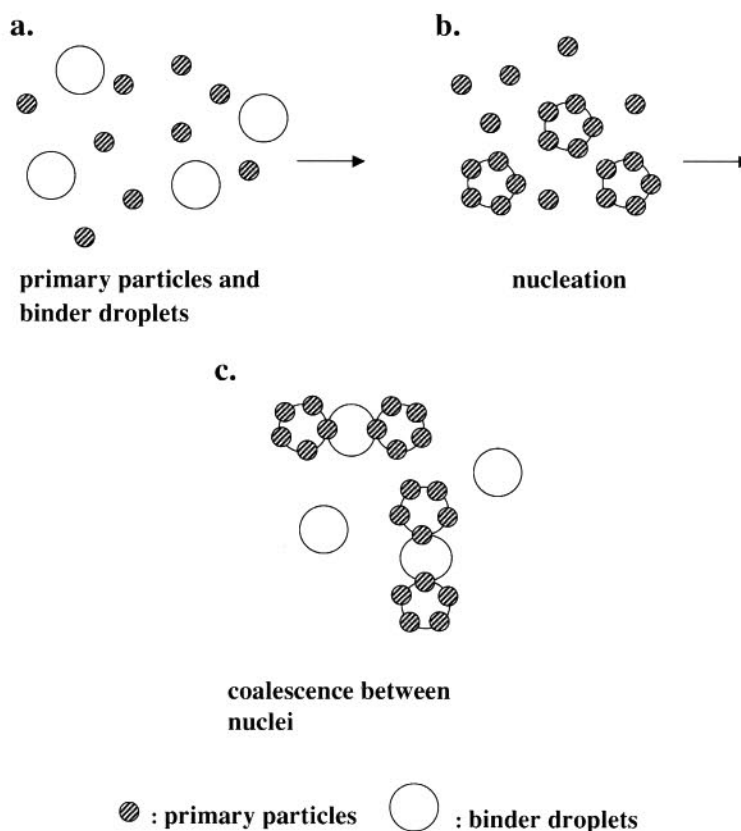 a.
b.
primary particles and
binder droplets
nucleation
c.
coalescence between
nuclei
: primary particles
: binder droplets